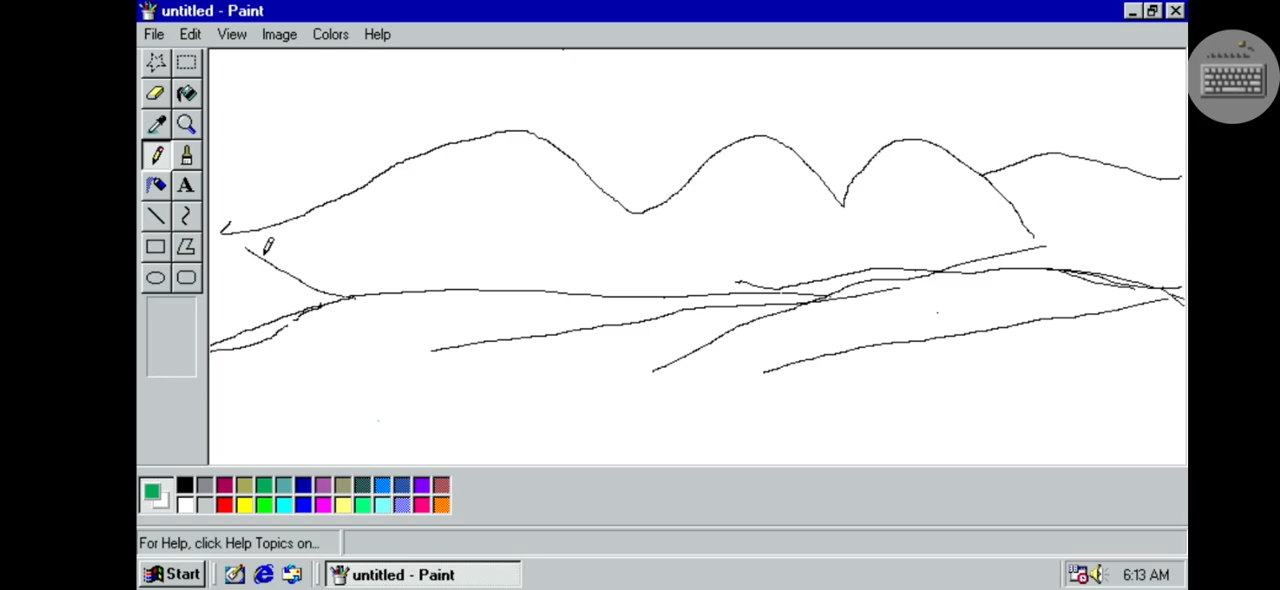 untitled - Paint
File Edit View Image Colors Help
A
For Help, click Help Topics on...
Start untitled - Paint 6:13 AM